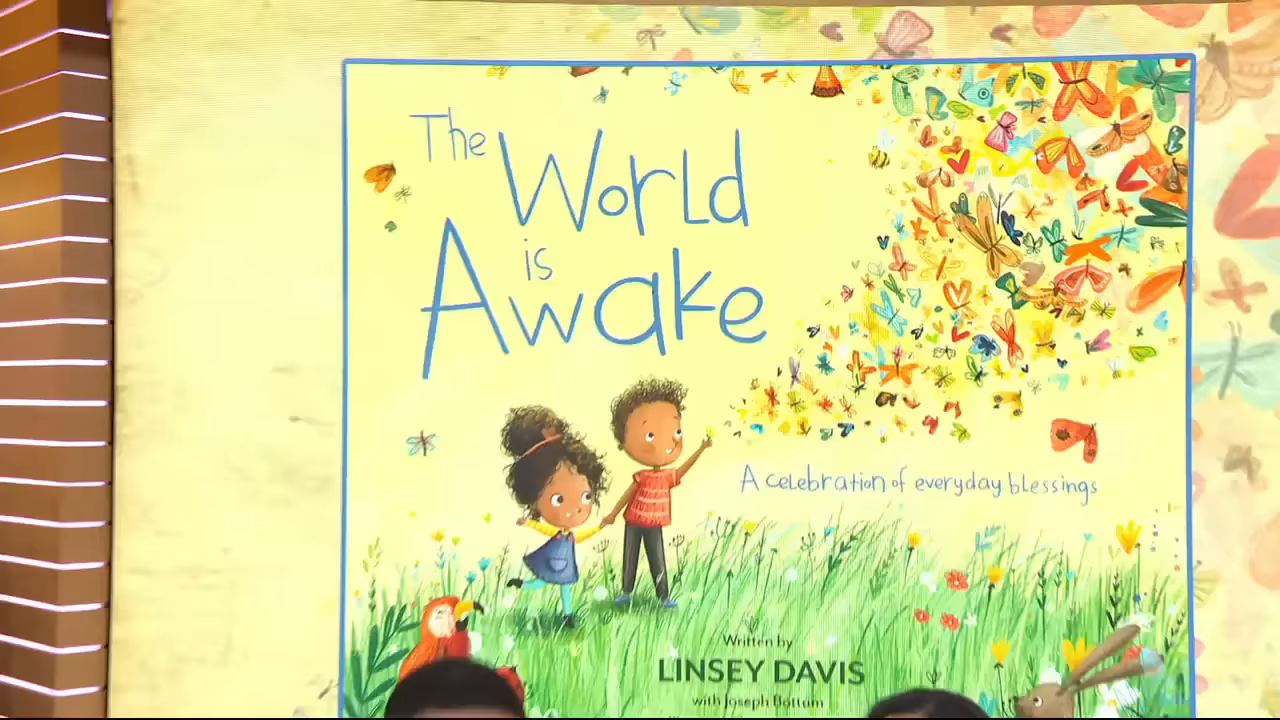 The
World
is
Awake
A celebration of everyday blessings
Written by
LINSEY DAVIS
with Joseph Bottum